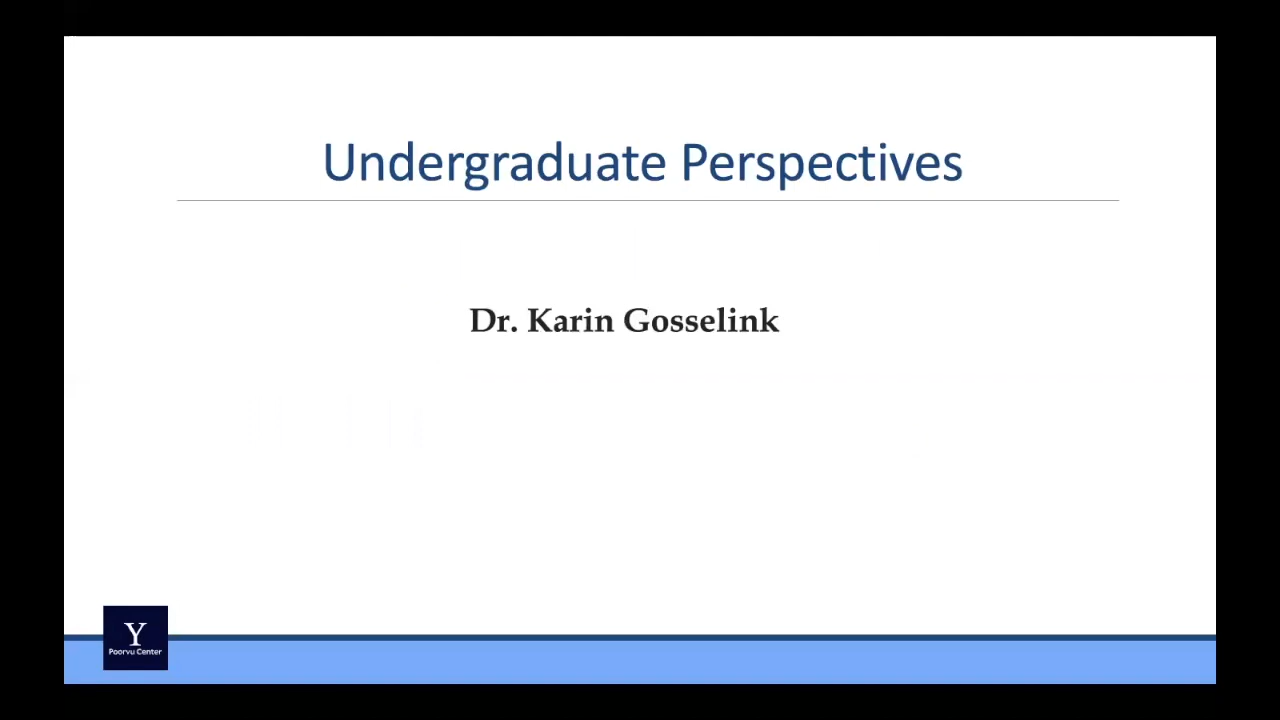 Undergraduate Perspectives
Dr. Karin Gosselink
Y
Poorvu Center